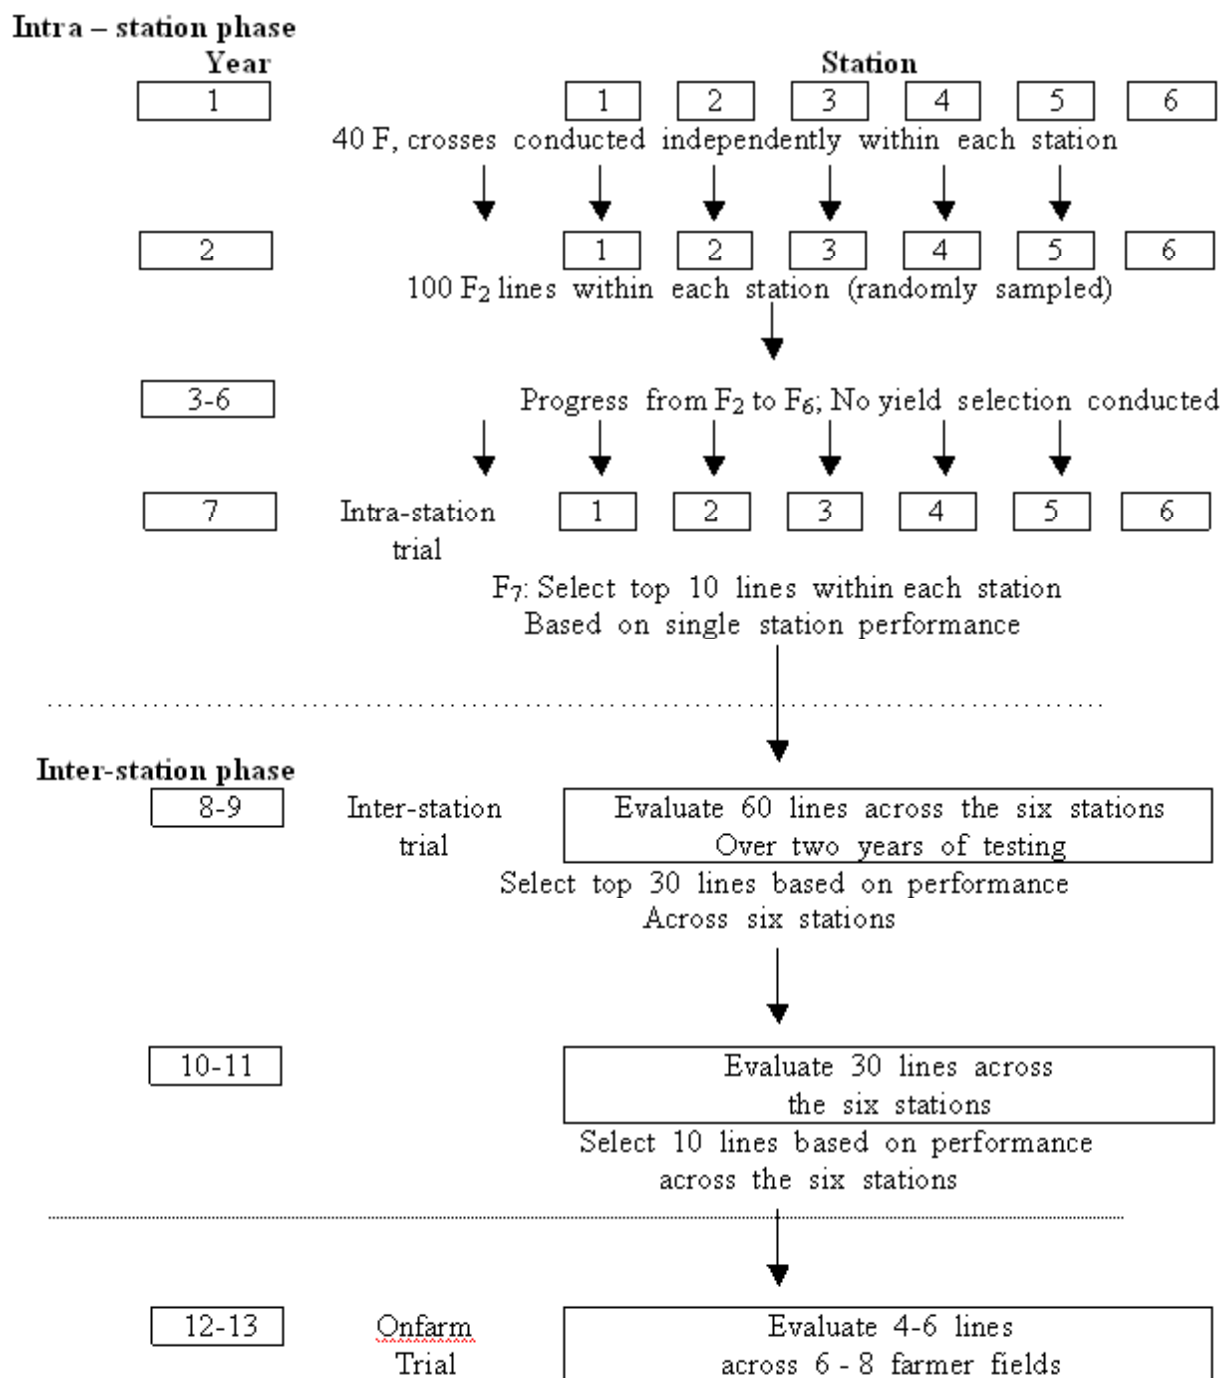 Intra – station phase
Year Station
1 1 2 3 4 5 6
40 F, crosses conducted independently within each station
2 1 2 3 4 5 6
100 F₂ lines within each station (randomly sampled)
3-6 Progress from F₂ to F₆; No yield selection conducted
7 Intra-station 1 2 3 4 5 6
trial
F₇: Select top 10 lines within each station
Based on single station performance
Inter-station phase
8-9 Inter-station Evaluate 60 lines across the six stations
trial Over two years of testing
Select top 30 lines based on performance
Across six stations
10-11 Evaluate 30 lines across
the six stations
Select 10 lines based on performance
across the six stations
12-13 Onfarm Evaluate 4-6 lines
Trial across 6 - 8 farmer fields